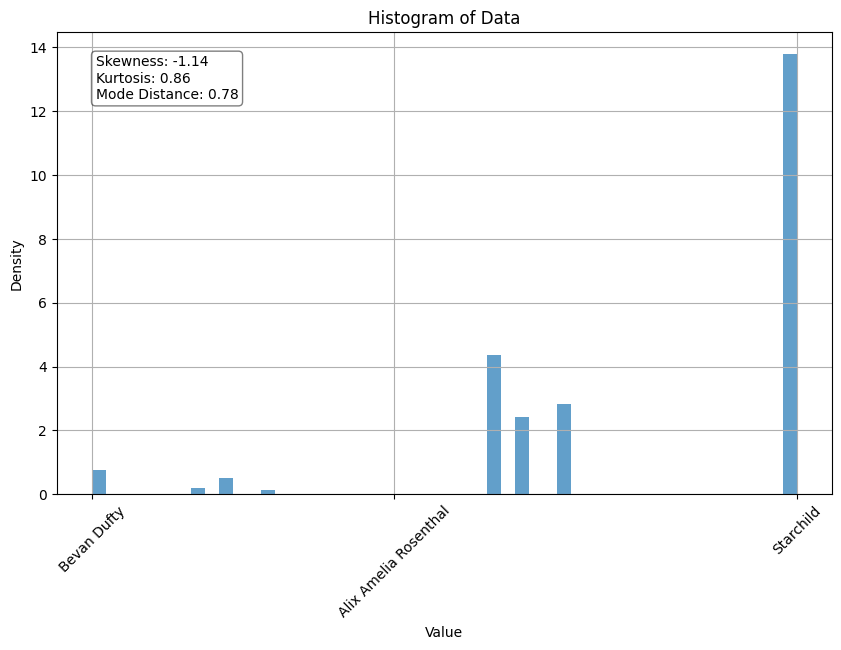 Histogram of Data
Skewness: -1.14
Kurtosis: 0.86
Mode Distance: 0.78
14
12
10
8
6
4
2
0
Density
Bevan Dufty
Alix Amelia Rosenthal
Starchild
Value